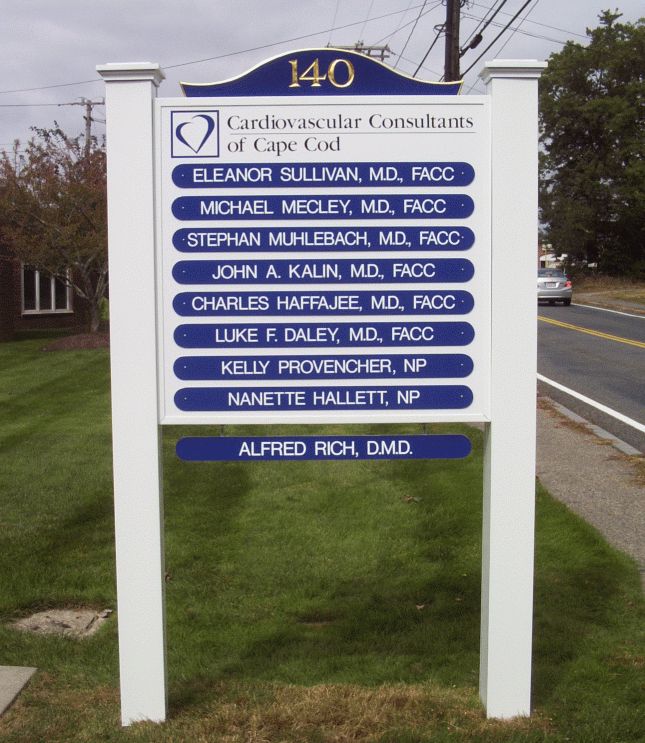 140
Cardiovascular Consultants
of Cape Cod
ELEANOR SULLIVAN, M.D., FACC
MICHAEL MECLEY, M.D., FACC
STEPHAN MUHLEBACH, M.D., FACC
JOHN A. KALIN, M.D., FACC
CHARLES HAFFAJEE, M.D., FACC
LUKE F. DALEY, M.D., FACC
KELLY PROVENCHER, NP
NANETTE HALLETT, NP
ALFRED RICH, D.M.D.